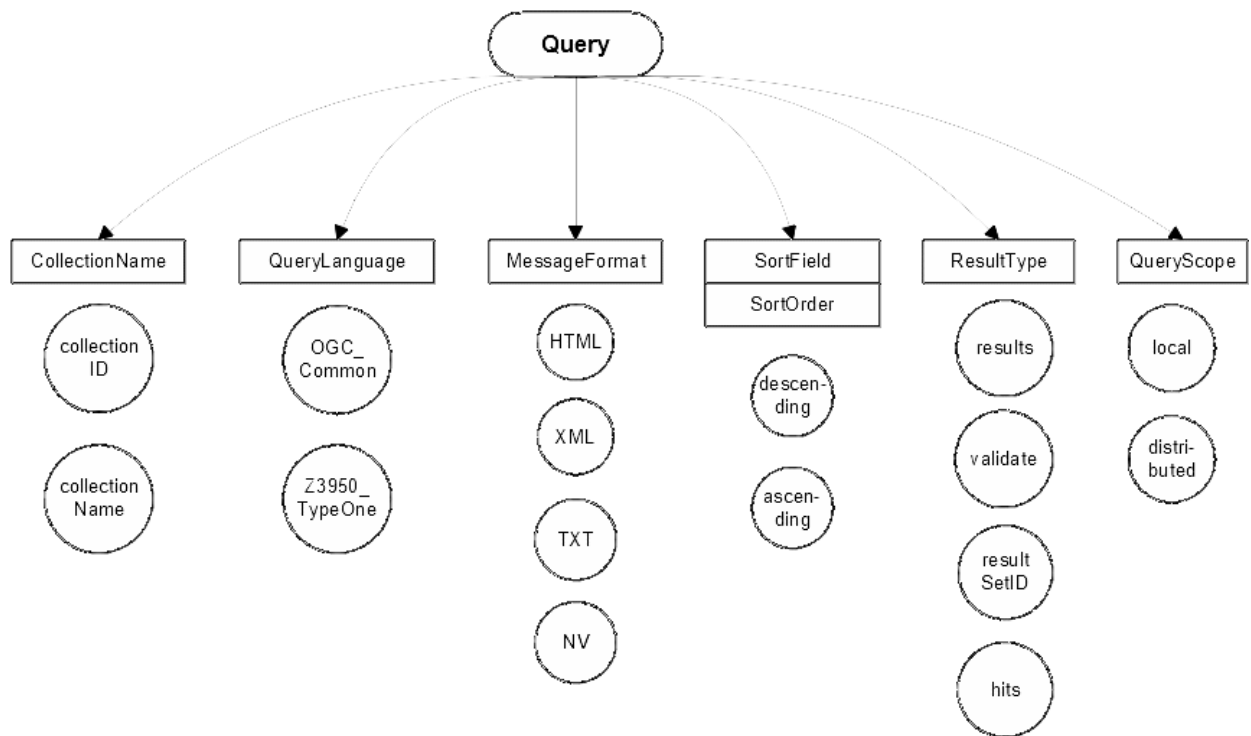 Query
CollectionName
QueryLanguage
MessageFormat
SortField
SortOrder
ResultType
QueryScope
collection
ID
collection
Name
OGC_
Common
Z3950_
TypeOne
HTML
XML
TXT
NV
descen-
ding
ascen-
ding
results
validate
result
SetID
hits
local
distri-
buted